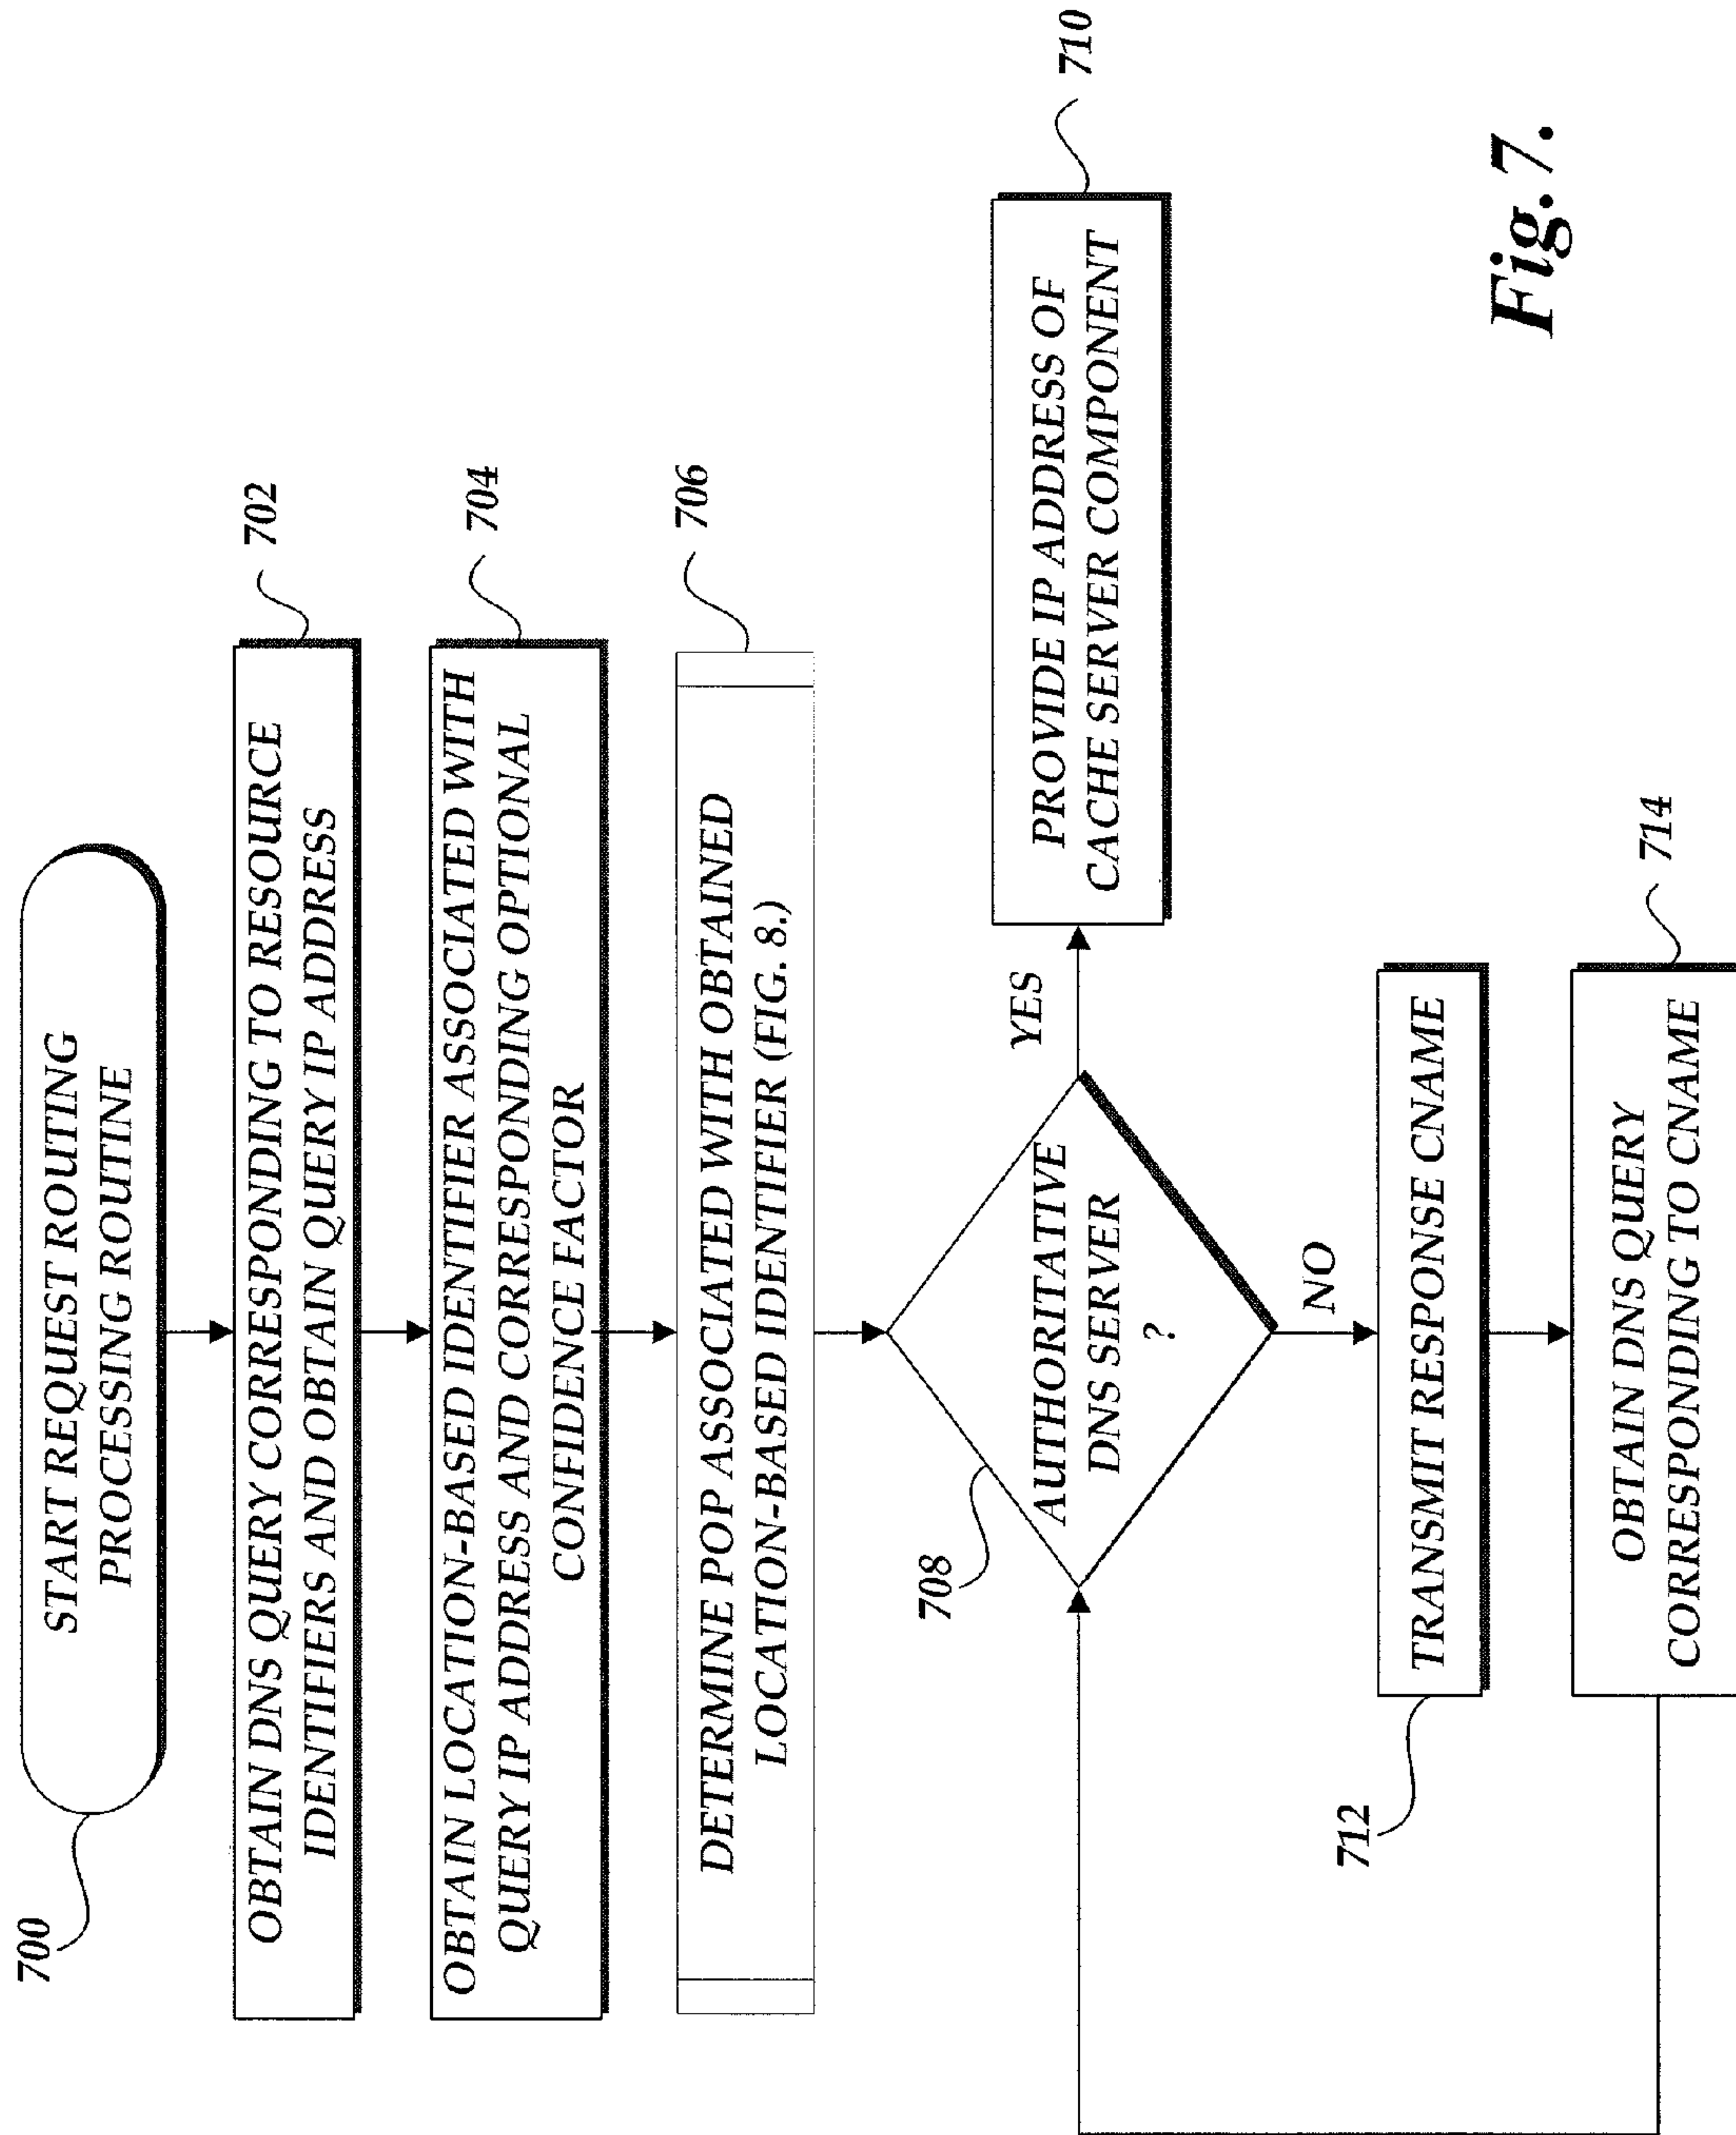 700
START REQUEST ROUTING
PROCESSING ROUTINE
702
OBTAIN DNS QUERY CORRESPONDING TO RESOURCE
IDENTIFIERS AND OBTAIN QUERY IP ADDRESS
704
OBTAIN LOCATION-BASED IDENTIFIER ASSOCIATED WITH
QUERY IP ADDRESS AND CORRESPONDING OPTIONAL
CONFIDENCE FACTOR
706
DETERMINE POP ASSOCIATED WITH OBTAINED
LOCATION-BASED IDENTIFIER (FIG. 8.)
708
AUTHORITATIVE
DNS SERVER
?
YES
710
PROVIDE IP ADDRESS OF
CACHE SERVER COMPONENT
NO
712
TRANSMIT RESPONSE CNAME
714
OBTAIN DNS QUERY
CORRESPONDING TO CNAME
Fig.7.